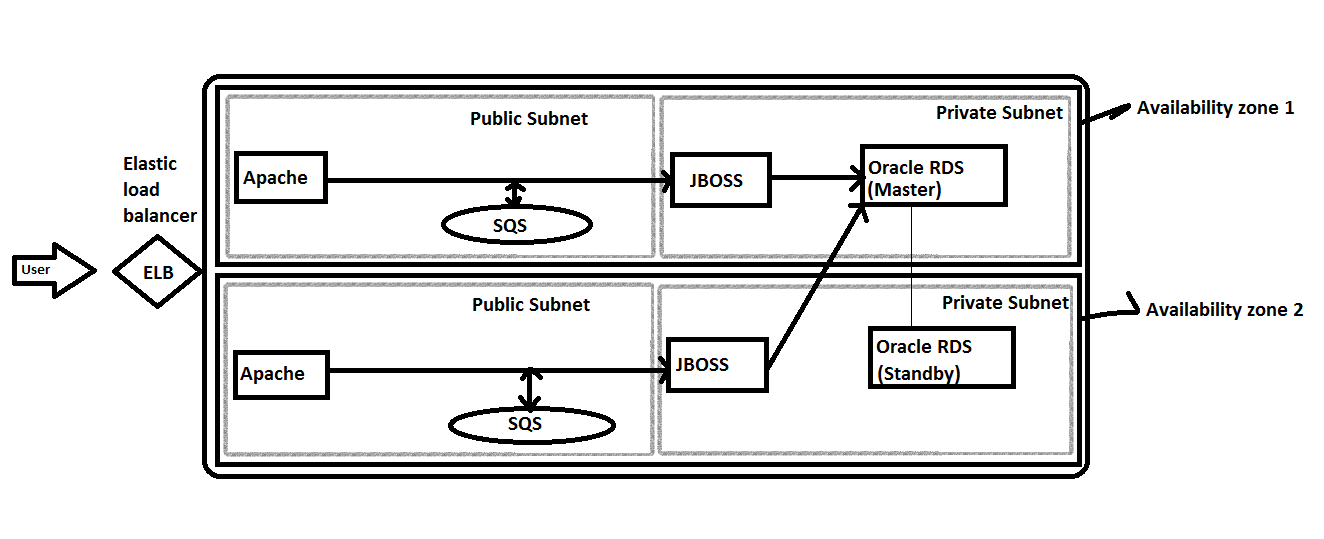 Public Subnet
Private Subnet
Availability zone 1
Elastic
load
balancer
Apache
JBOSS
Oracle RDS
(Master)
SQS
User
ELB
Public Subnet
Private Subnet
Availability zone 2
Apache
JBOSS
Oracle RDS
(Standby)
SQS